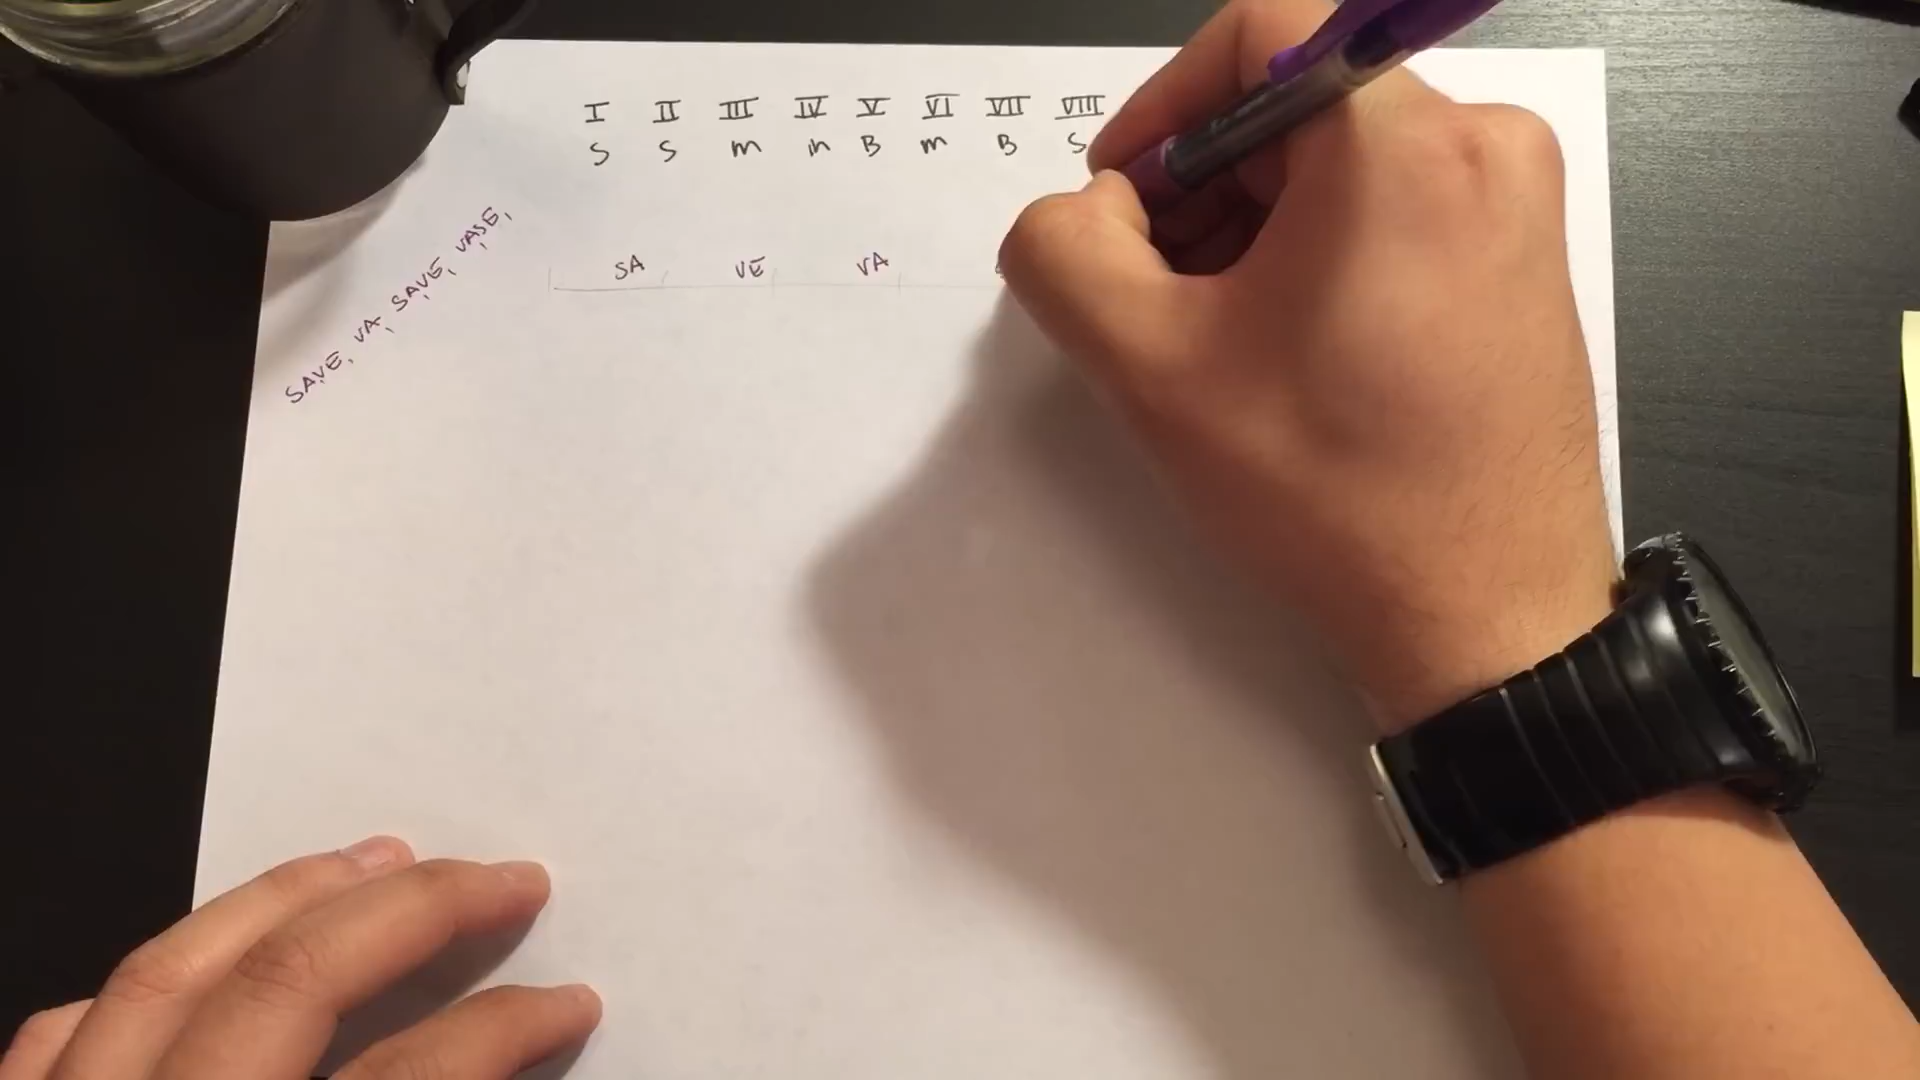 I II III IV V VI VII VIII
S S m m B m B S
SAVE, VA, SAVE, VASE,
SA VE VA